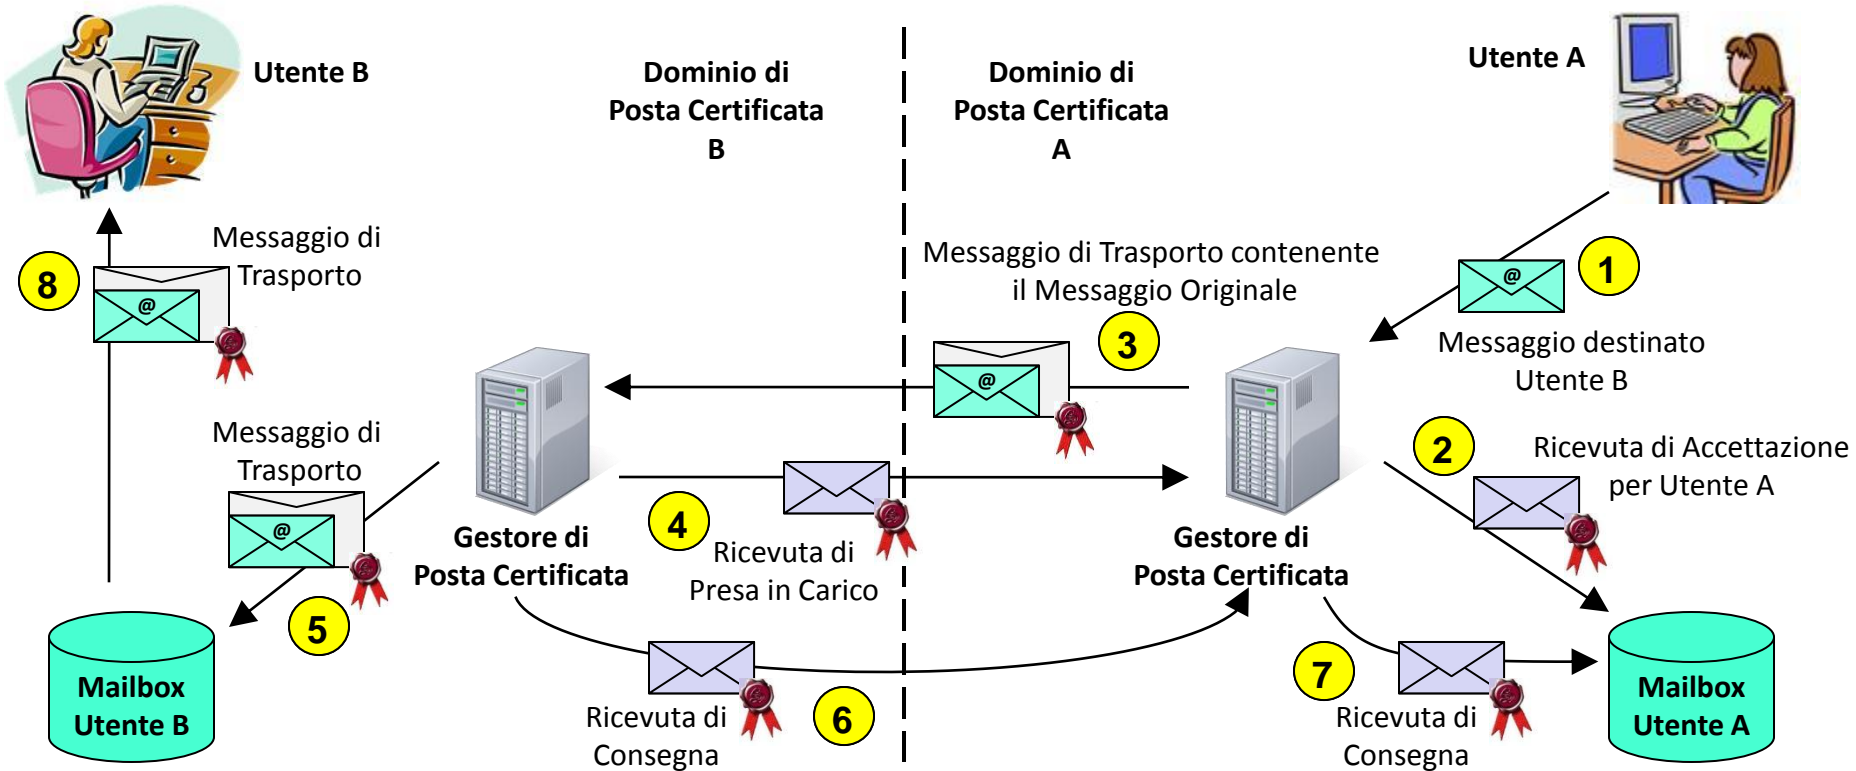 Utente B
Dominio di
Posta Certificata
B
Dominio di
Posta Certificata
A
Utente A
8
Messaggio di
Trasporto
Messaggio di Trasporto contenente
il Messaggio Originale
3
1
@
Messaggio destinato
Utente B
@
@
Messaggio di
Trasporto
@
5
Gestore di
Posta Certificata
4
Ricevuta di
Presa in Carico
Gestore di
Posta Certificata
2
Ricevuta di Accettazione
per Utente A
Mailbox
Utente B
Ricevuta di
Consegna
6
7
Ricevuta di
Consegna
Mailbox
Utente A